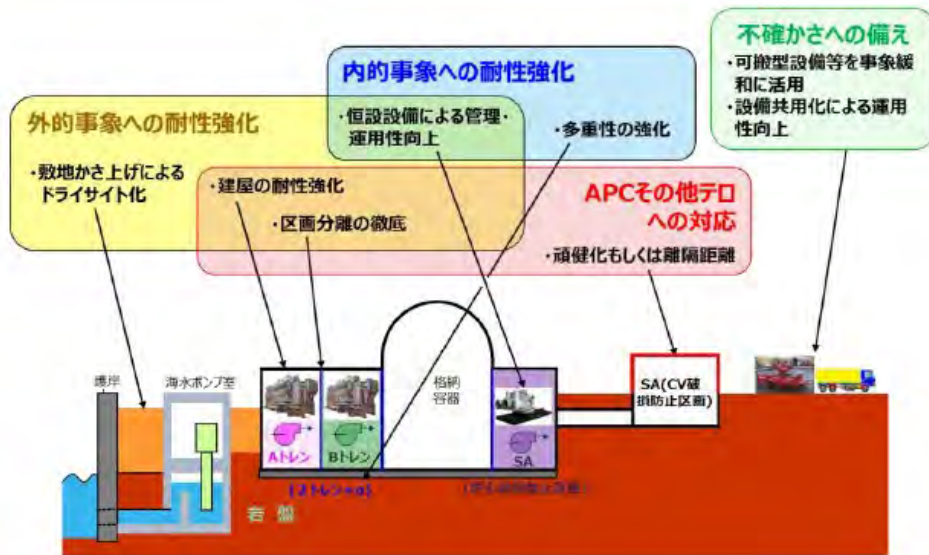 不確かさへの備え
・可搬型設備等を事象緩
和に活用
・設備共用化による運用
性向上
内的事象への耐性強化
・恒設設備による管理・
運用性向上
・多重性の強化
外的事象への耐性強化
・敷地かさ上げによる
ドライサイト化
・建屋の耐性強化
・区画分離の徹底
APCその他テロ
への対応
・頑健化もしくは離隔距離
護岸
海水ポンプ室
格納
容器
SA(CV破
損防止区画)
Aトレン
Bトレン
SA
(2トレン+α)
岩 盤